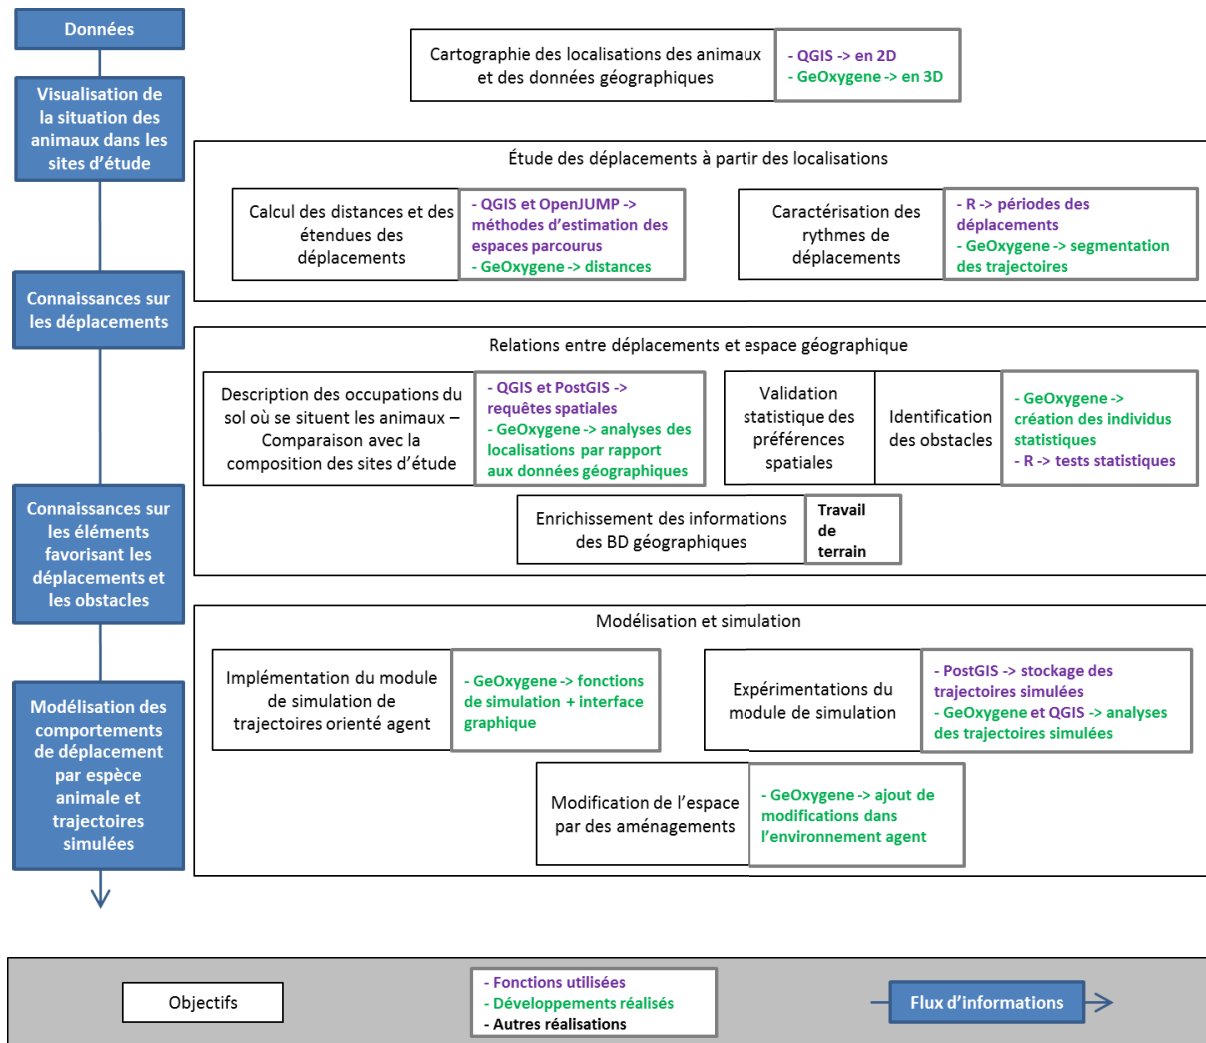 Données
Visualisation de
la situation des
animaux dans les
sites d'étude
Connaissances sur
les déplacements
Connaissances sur
les éléments
favorisant les
déplacements et
les obstacles
Modélisation des
comportements
de déplacement
par espèce
animale et
trajectoires
simulées
Cartographie des localisations des animaux
et des données géographiques
- QGIS -> en 2D
- GeOxygene -> en 3D
Étude des déplacements à partir des localisations
Calcul des distances et des
étendues des
déplacements
- QGIS et OpenJUMP ->
méthodes d'estimation des
espaces parcourus
- GeOxygene -> distances
Caractérisation des
rythmes de
déplacements
- R -> périodes des
déplacements
- GeOxygene -> segmentation
des trajectoires
Relations entre déplacements et espace géographique
Description des occupations du
sol où se situent les animaux –
Comparaison avec la
composition des sites d'étude
- QGIS et PostGIS ->
requêtes spatiales
- GeOxygene -> analyses des
localisations par rapport
aux données géographiques
Validation
statistique des
préférences
spatiales
Identification
des obstacles
- GeOxygene ->
création des individus
statistiques
- R -> tests statistiques
Enrichissement des informations
des BD géographiques
Travail
de
terrain
Modélisation et simulation
Implémentation du module
de simulation de
trajectoires orienté agent
- GeOxygene -> fonctions
de simulation + interface
graphique
Expérimentations du
module de simulation
- PostGIS -> stockage des
trajectoires simulées
- GeOxygene et QGIS -> analyses
des trajectoires simulées
Modification de l'espace
par des aménagements
- GeOxygene -> ajout de
modifications dans
l'environnement agent
Objectifs
- Fonctions utilisées
- Développements réalisés
- Autres réalisations
Flux d'informations